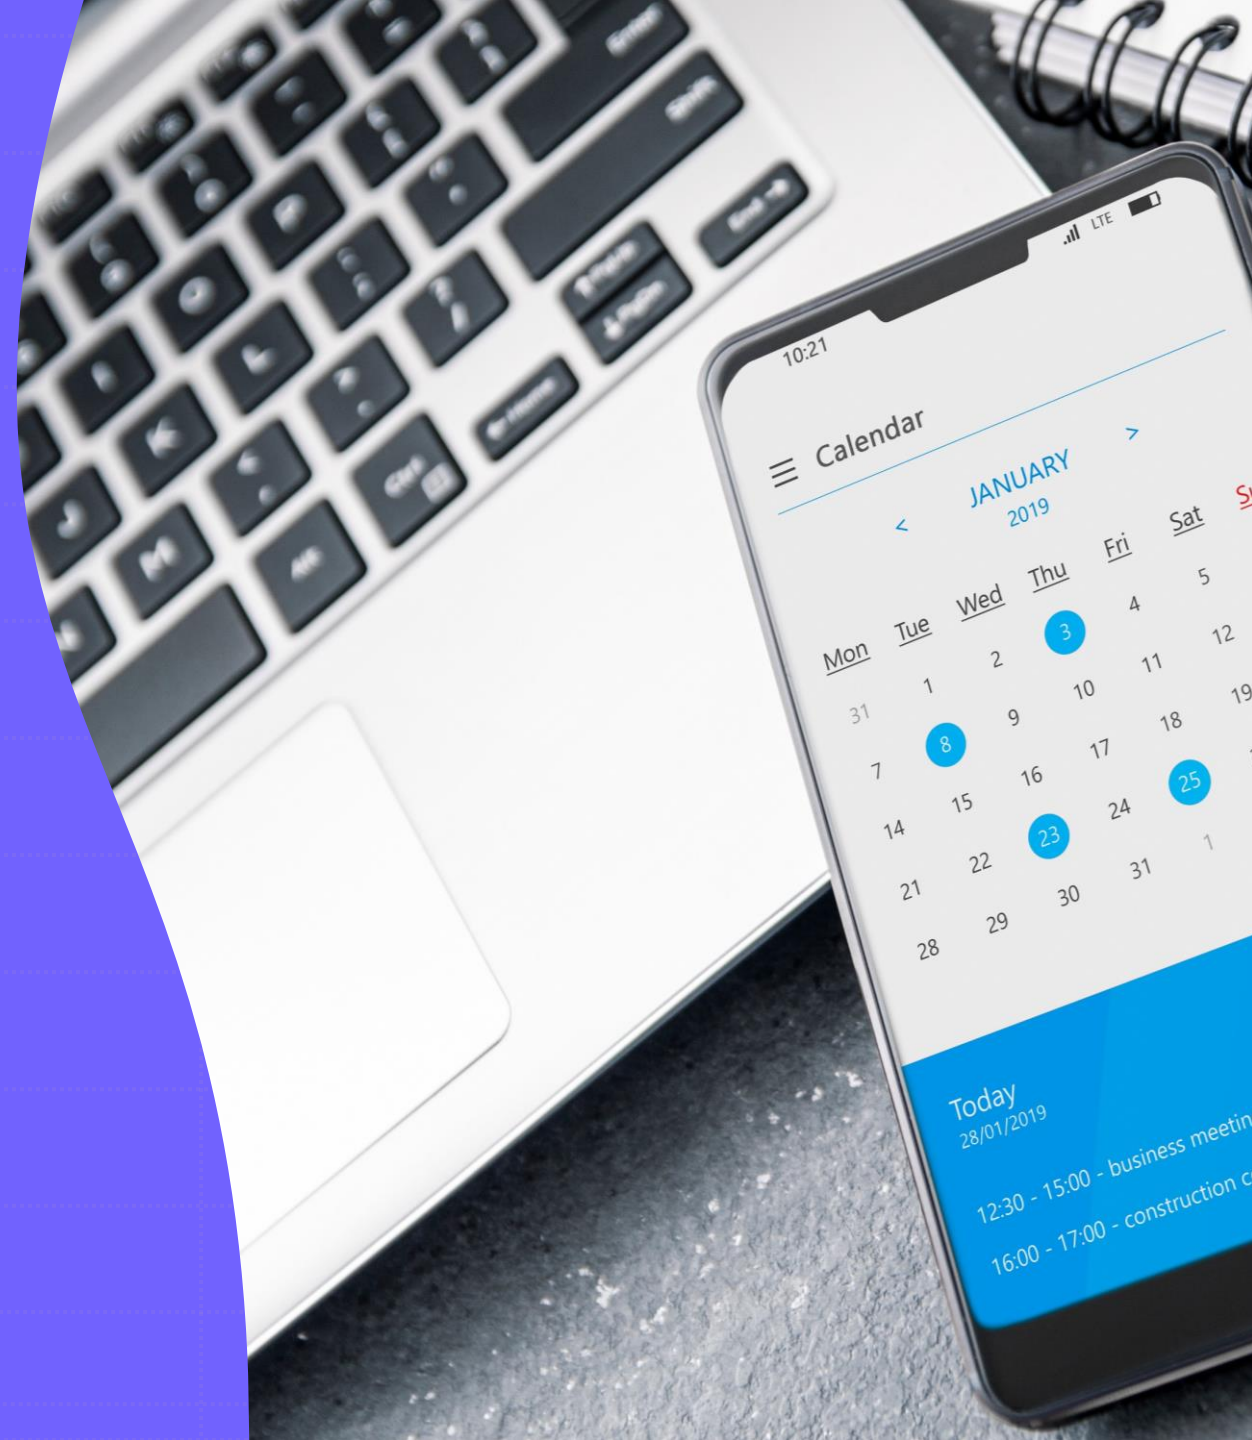 Enter
Shift
End
PgUp
PgDn
Home
Ctrl
Alt
P
O
L
K
J
M
N
10:21
LTE
Calendar
< JANUARY >
2019
Mon Tue Wed Thu Fri Sat
31 1 2 3 4 5
7 8 9 10 11 12
14 15 16 17 18 19
21 22 23 24 25
28 29 30 31 1
Today
28/01/2019
12:30 - 15:00 - business
16:00 - 17:00 - construction